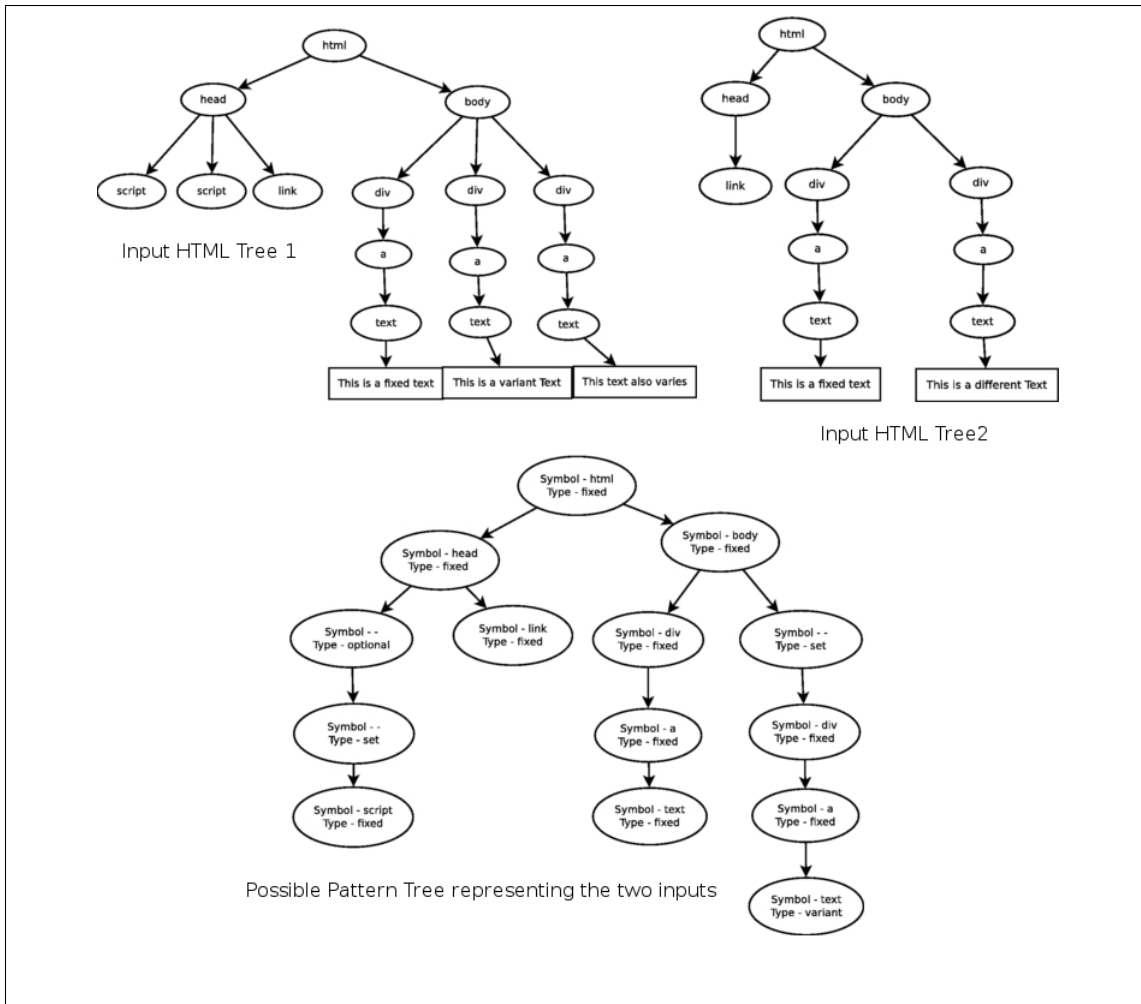 html
head
body
script
script
link
div
div
div
a
a
a
text
text
text
This is a fixed text
This is a variant Text
This text also varies
Input HTML Tree 1
html
head
body
link
div
div
a
a
text
text
This is a fixed text
This is a different Text
Input HTML Tree2
Symbol - html
Type - fixed
Symbol - head
Type - fixed
Symbol - body
Type - fixed
Symbol - -
Type - optional
Symbol - link
Type - fixed
Symbol - div
Type - fixed
Symbol - -
Type - set
Symbol - -
Type - set
Symbol - a
Type - fixed
Symbol - div
Type - fixed
Symbol - script
Type - fixed
Symbol - text
Type - fixed
Symbol - a
Type - fixed
Symbol - text
Type - variant
Possible Pattern Tree representing the two inputs